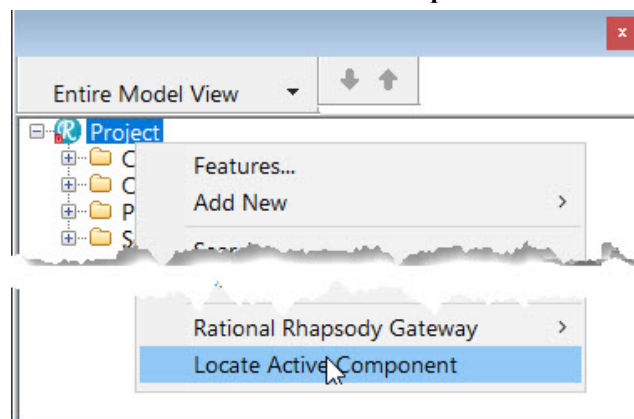 x
Entire Model View
Project
C
Features...
C
Add New
P
S
Rational Rhapsody Gateway
Locate Active Component